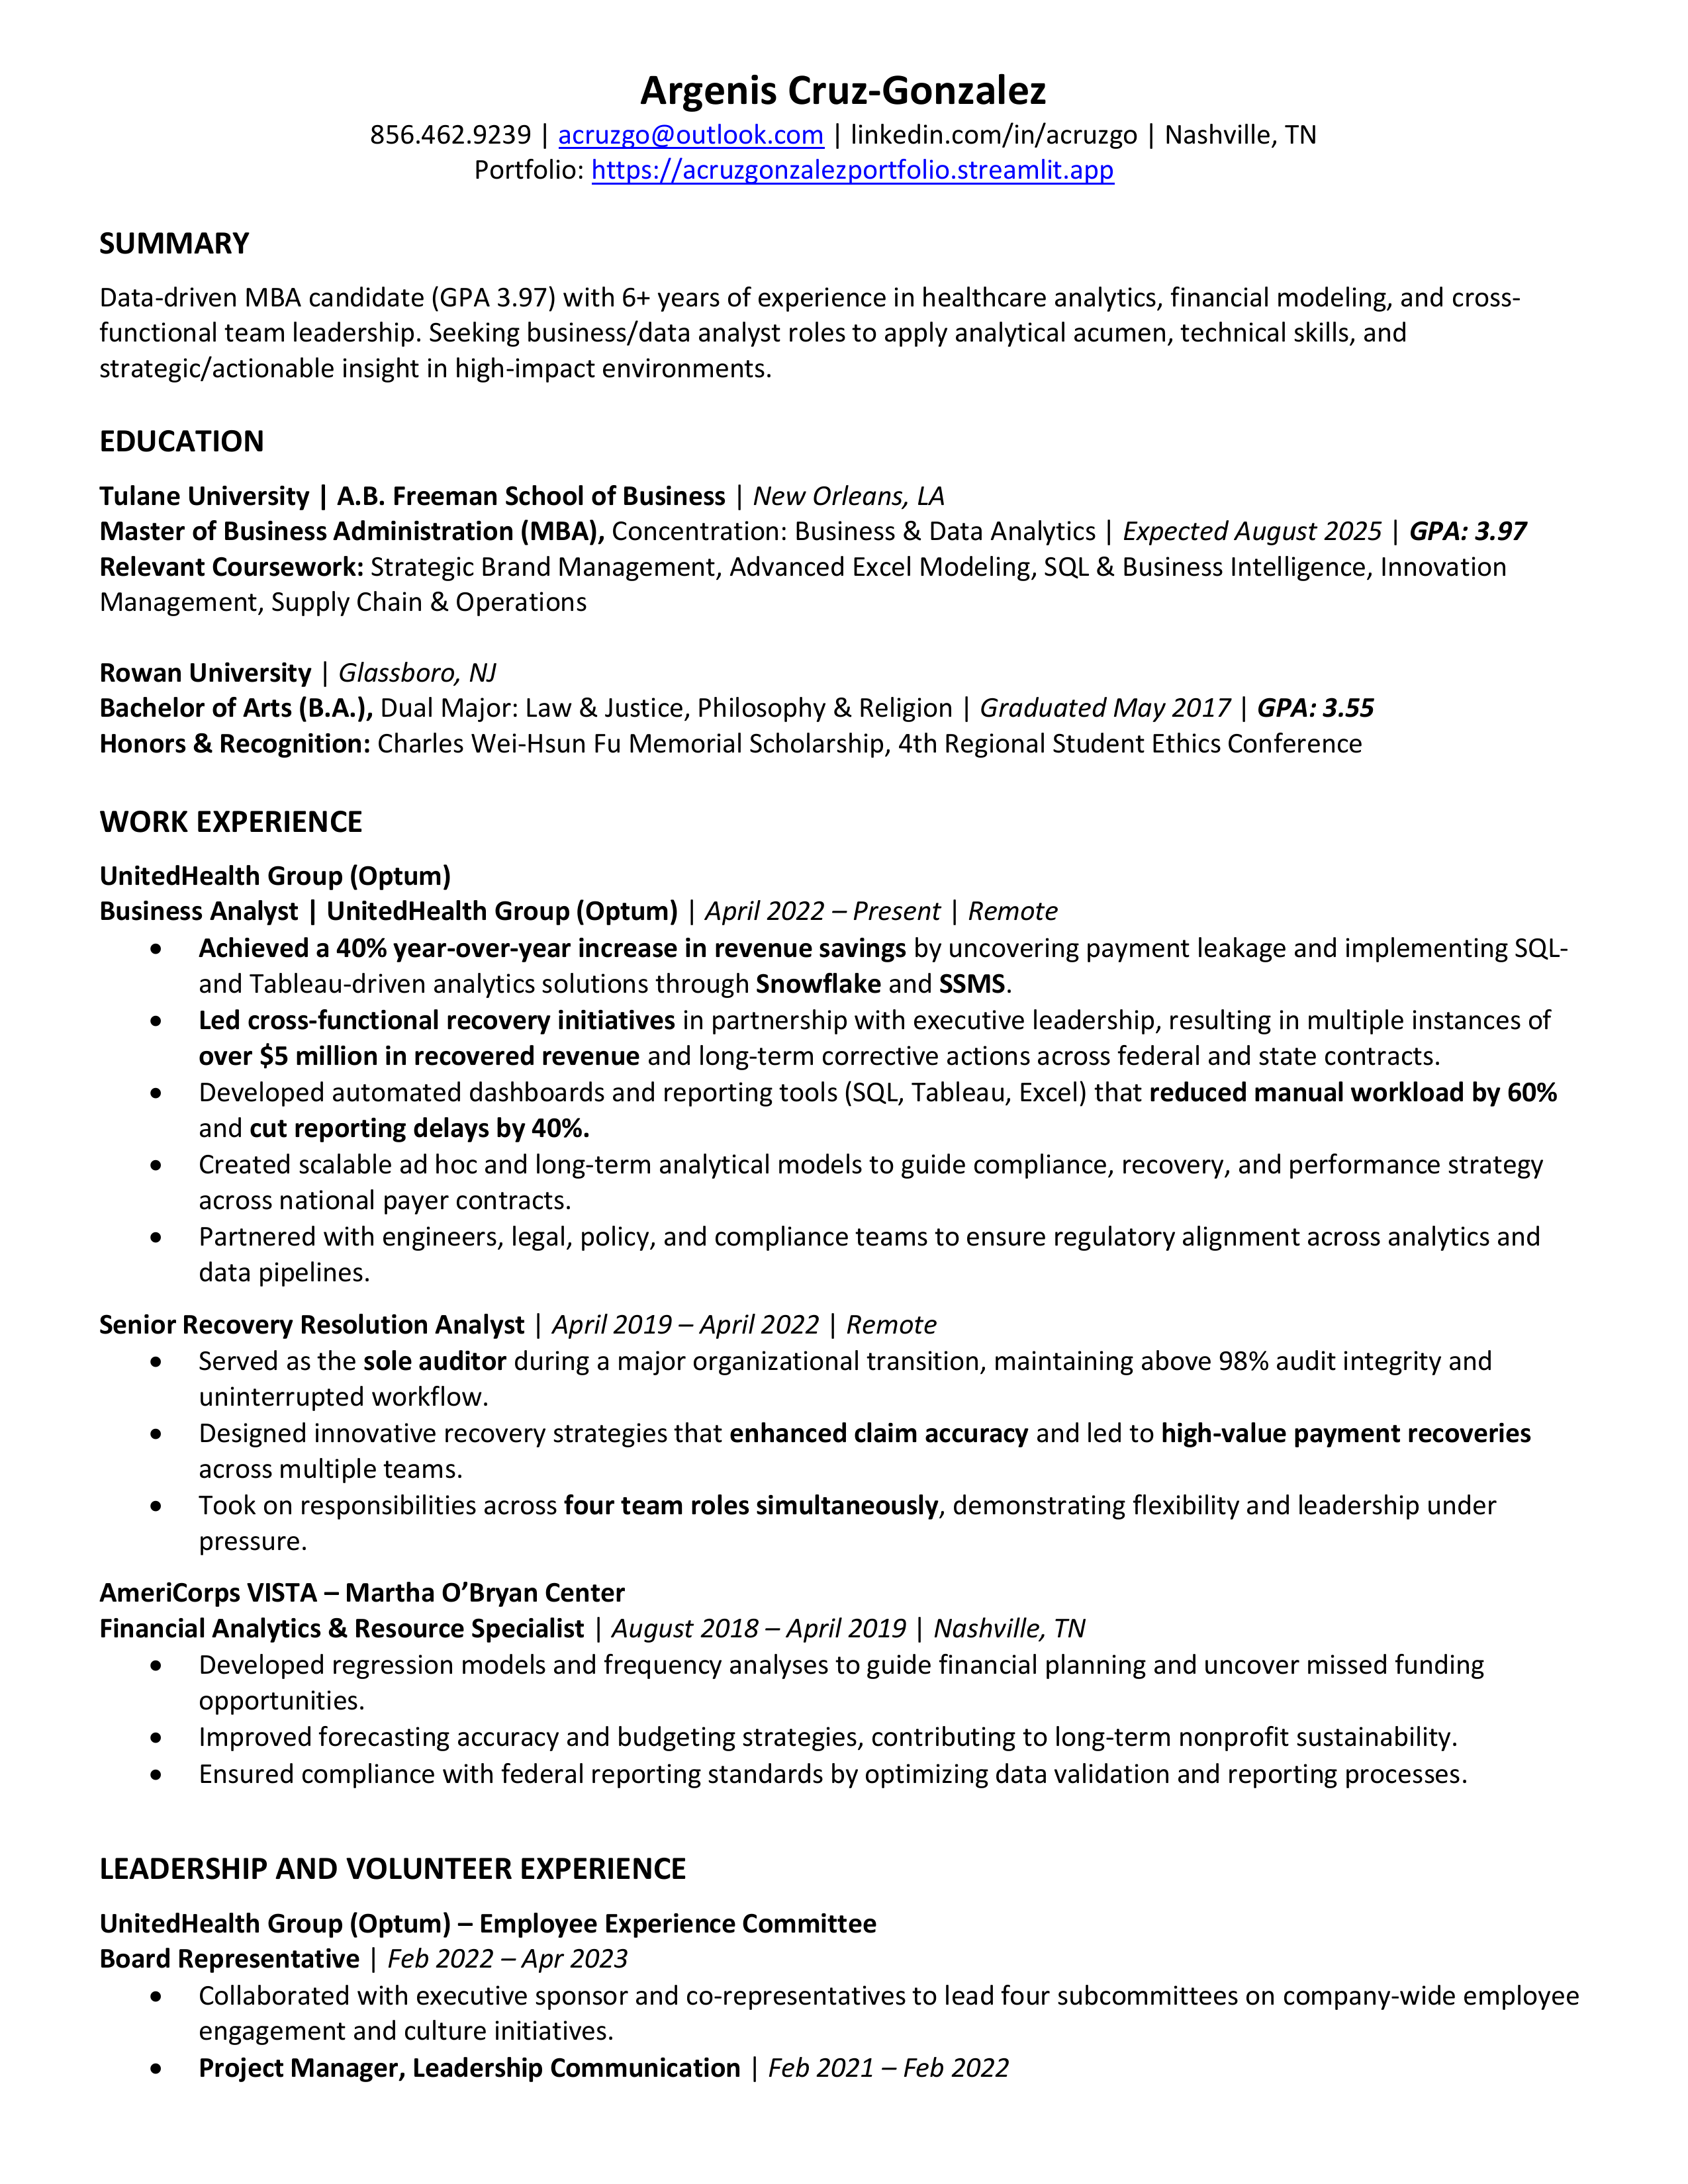 Argenis Cruz-Gonzalez
856.462.9239 | acruzgo@outlook.com | linkedin.com/in/acruzgo | Nashville, TN
Portfolio: https://acruzgonzalezportfolio.streamlit.app
SUMMARY
Data-driven MBA candidate (GPA 3.97) with 6+ years of experience in healthcare analytics, financial modeling, and cross-
functional team leadership. Seeking business/data analyst roles to apply analytical acumen, technical skills, and
strategic/actionable insight in high-impact environments.
EDUCATION
Tulane University | A.B. Freeman School of Business | New Orleans, LA
Master of Business Administration (MBA), Concentration: Business & Data Analytics | Expected August 2025 | GPA: 3.97
Relevant Coursework: Strategic Brand Management, Advanced Excel Modeling, SQL & Business Intelligence, Innovation
Management, Supply Chain & Operations
Rowan University | Glassboro, NJ
Bachelor of Arts (B.A.), Dual Major: Law & Justice, Philosophy & Religion | Graduated May 2017 | GPA: 3.55
Honors & Recognition: Charles Wei-Hsun Fu Memorial Scholarship, 4th Regional Student Ethics Conference
WORK EXPERIENCE
UnitedHealth Group (Optum)
Business Analyst | UnitedHealth Group (Optum) | April 2022 – Present | Remote
• Achieved a 40% year-over-year increase in revenue savings by uncovering payment leakage and implementing SQL-
and Tableau-driven analytics solutions through Snowflake and SSMS.
• Led cross-functional recovery initiatives in partnership with executive leadership, resulting in multiple instances of
over $5 million in recovered revenue and long-term corrective actions across federal and state contracts.
• Developed automated dashboards and reporting tools (SQL, Tableau, Excel) that reduced manual workload by 60%
and cut reporting delays by 40%.
• Created scalable ad hoc and long-term analytical models to guide compliance, recovery, and performance strategy
across national payer contracts.
• Partnered with engineers, legal, policy, and compliance teams to ensure regulatory alignment across analytics and
data pipelines.
Senior Recovery Resolution Analyst | April 2019 – April 2022 | Remote
• Served as the sole auditor during a major organizational transition, maintaining above 98% audit integrity and
uninterrupted workflow.
• Designed innovative recovery strategies that enhanced claim accuracy and led to high-value payment recoveries
across multiple teams.
• Took on responsibilities across four team roles simultaneously, demonstrating flexibility and leadership under
pressure.
AmeriCorps VISTA – Martha O’Bryan Center
Financial Analytics & Resource Specialist | August 2018 – April 2019 | Nashville, TN
• Developed regression models and frequency analyses to guide financial planning and uncover missed funding
opportunities.
• Improved forecasting accuracy and budgeting strategies, contributing to long-term nonprofit sustainability.
• Ensured compliance with federal reporting standards by optimizing data validation and reporting processes.
LEADERSHIP AND VOLUNTEER EXPERIENCE
UnitedHealth Group (Optum) – Employee Experience Committee
Board Representative | Feb 2022 – Apr 2023
• Collaborated with executive sponsor and co-representatives to lead four subcommittees on company-wide employee
engagement and culture initiatives.
• Project Manager, Leadership Communication | Feb 2021 – Feb 2022